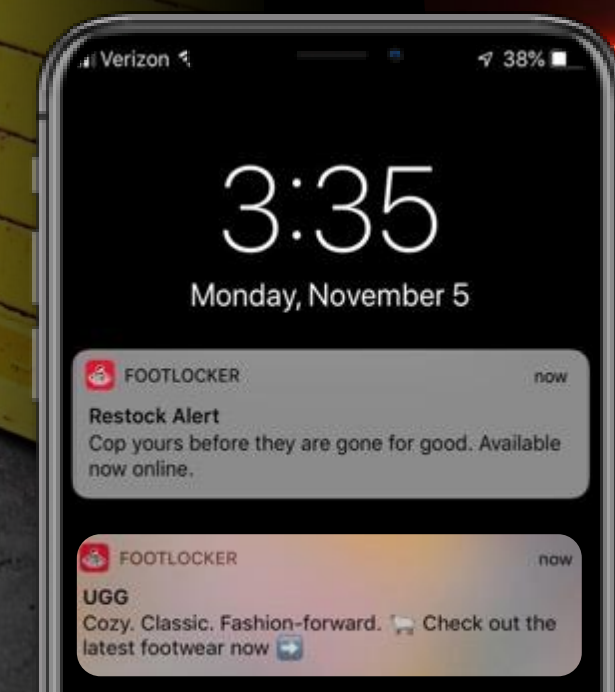 Verizon
38%
3:35
Monday, November 5
FOOTLOCKER now
Restock Alert
Cop yours before they are gone for good. Available
now online.
FOOTLOCKER now
UGG
Cozy. Classic. Fashion-forward. 🐑 Check out the
latest footwear now ➡️